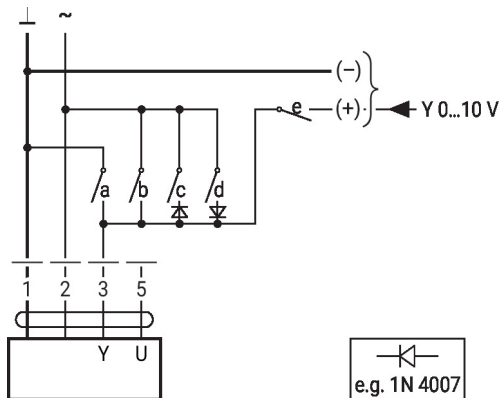 ⊥ ~
(−)
e (+) Y 0...10 V
a b c d
1 2 3 5
Y U
e.g. 1N 4007